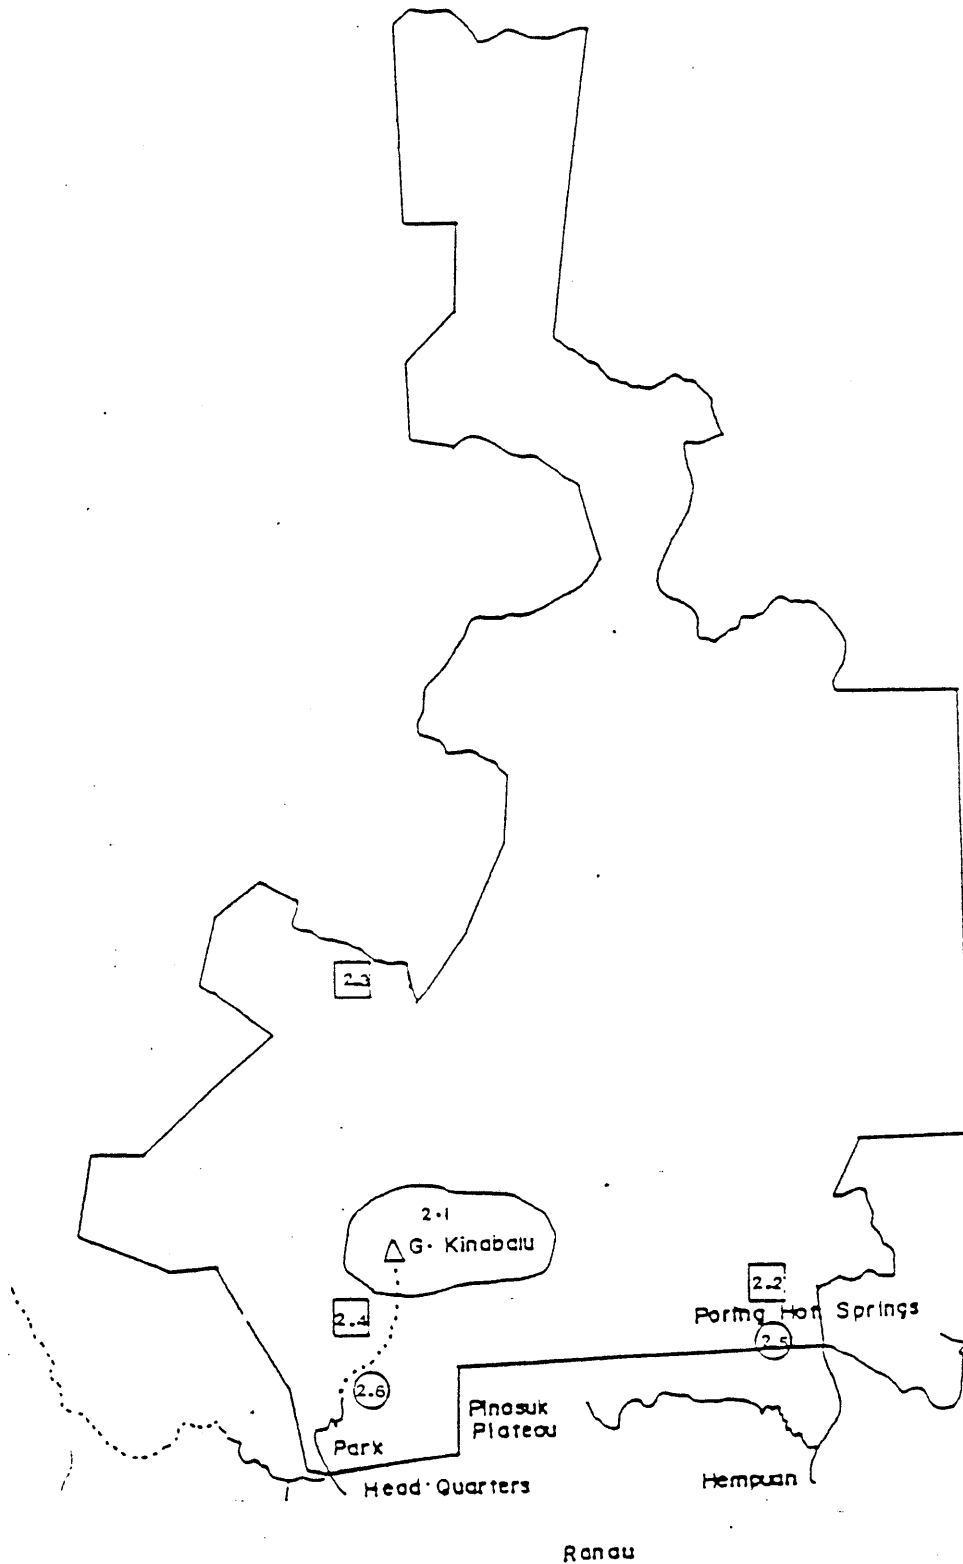 2.3
2.1
G. Kinabalu
2.2
Poring Hot Springs
2.4
2.5
2.6
Pinosuk
Plateau
Park
Head Quarters
Hempuan
Ranau